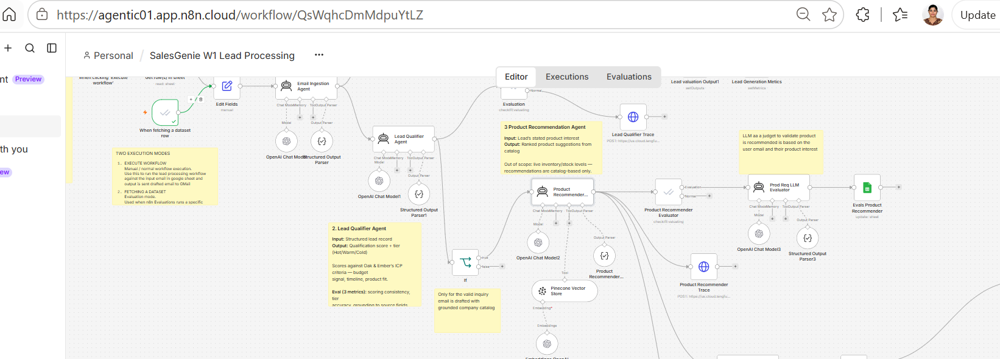 https://agentic01.app.n8n.cloud/workflow/QsWqhcDmMdpuYtLZ
Update
nt Preview
th you
ew
Personal / SalesGenie W1 Lead Processing ...
Editor
Executions
Evaluations
When clicking 'Execute
workflow'
Get row(s) in sheet
read: sheet
Edit Fields
manual
When fetching a dataset
row
Email Ingestion
Agent
Chat Model
Memory
Tool
Output Parser
Model
Output Parser
OpenAI Chat Model
Structured Output
Parser
TWO EXECUTION MODES
1. EXECUTE WORKFLOW
Manual / normal workflow execution.
Use this to run the lead processing workflow
against the input email in google sheet and
output is sent drafted email to GMail
2. FETCHING A DATASET
Evaluation mode.
Used when n8n Evaluations runs a specific
Lead Qualifier
Agent
Chat Model
Memory
Tool
Output Parser
Model
Output Parser
OpenAI Chat Model1
Structured Output
Parser1
2. Lead Qualifier Agent
Input: Structured lead record
Output: Qualification score + tier
(Hot/Warm/Cold)
Scores against Oak & Ember's ICP
criteria — budget
signal, timeline, product fit.
Eval (3 metrics): scoring consistency,
tier
accuracy, grounding to source fields
If
true
false
Only for the valid inquiry
email is drafted with
grounded company catalog
Normal
Evaluation
checkIfEvaluating
Lead Qualifier Trace
POST: https://us.cloud.langfu...
Lead valuation Output1
setOutputs
Lead Generation Metics
setMetrics
3 Product Recommendation Agent
Input: Lead's stated product interest
Output: Ranked product suggestions from
catalog
Out of scope: live inventory/stock levels —
recommendations are catalog-based only.
Product
Recommender...
Chat Model
Memory
Tool
Output Parser
Model
Output Parser
Tool
OpenAI Chat Model2
Product
Recommender...
Pinecone Vector
Store
Embedding*
Embeddings
Embeddings OpenAI
Evaluation
Normal
Product Recommender
Evaluator
checkIfEvaluating
Product Recommender
Trace
POST: https://us.cloud.langfu...
LLM aa a judget to validate product
is recommended is based on the
user email and their product interest
Prod Req LLM
Evaluator
Chat Model
Memory
Tool
Output Parser
Model
Output Parser
OpenAI Chat Model3
Structured Output
Parser3
Evals Product
Recommender
update: sheet